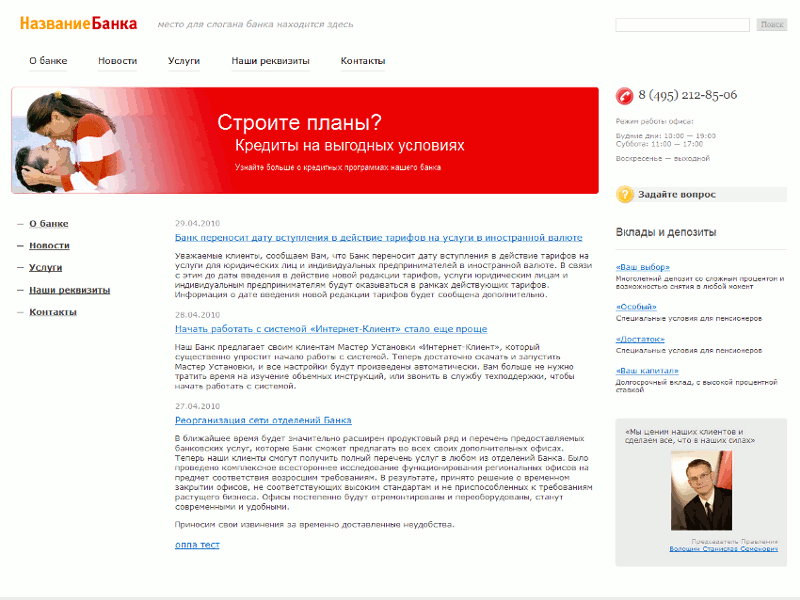 НазваниеБанка
место для слогана банка находится здесь
Поиск
О банке
Новости
Услуги
Наши реквизиты
Контакты
Строите планы?
Кредиты на выгодных условиях
Узнайте больше о кредитных программах нашего банка
8 (495) 212-85-06
Режим работы офиса:
Будние дни: 10:00 — 19:00
Суббота: 11:00 — 17:00
Воскресенье — выходной
Задайте вопрос
— О банке
— Новости
— Услуги
— Наши реквизиты
— Контакты
29.04.2010
Банк переносит дату вступления в действие тарифов на услуги в иностранной валюте
Уважаемые клиенты, сообщаем Вам, что Банк переносит дату вступления в действие тарифов на
услуги для юридических лиц и индивидуальных предпринимателей в иностранной валюте. В связи
с этим до даты введения в действие новой редакции тарифов, услуги юридическим лицам и
индивидуальным предпринимателям будут оказываться в рамках действующих тарифов.
Информация о дате введения новой редакции тарифов будет сообщена дополнительно.
28.04.2010
Начать работать с системой «Интернет-Клиент» стало еще проще
Наш Банк предлагает своим клиентам Мастер Установки «Интернет-Клиент», который
существенно упростит начало работы с системой. Теперь достаточно скачать и запустить
Мастер Установки, и все настройки будут произведены автоматически. Вам больше не нужно
тратить время на изучение объемных инструкций, или звонить в службу техподдержки, чтобы
начать работать с системой.
27.04.2010
Реорганизация сети отделений Банка
В ближайшее время будет значительно расширен продуктовый ряд и перечень предоставляемых
банковских услуг, которые Банк сможет предлагать во всех своих дополнительных офисах.
Теперь наши клиенты смогут получить полный перечень услуг в любом из отделений Банка. Было
проведено комплексное всестороннее исследование функционирования региональных офисов на
предмет соответствия возросшим требованиям. В результате, принято решение о временном
закрытии офисов, не соответствующих высоким стандартам и не приспособленных к требованиям
растущего бизнеса. Офисы постепенно будут отремонтированы и переоборудованы, станут
современными и удобными.
Приносим свои извинения за временно доставленные неудобства.
оппа тест
Вклады и депозиты
«Ваш выбор»
Многолетний депозит со сложным процентом и
возможностью снятия в любой момент
«Особый»
Специальные условия для пенсионеров
«Достаток»
Специальные условия для пенсионеров
«Ваш капитал»
Долгосрочный вклад, с высокой процентной
ставкой
«Мы ценим наших клиентов и
сделаем все, что в наших силах»
Председатель Правления
Волошин Станислав Семенович